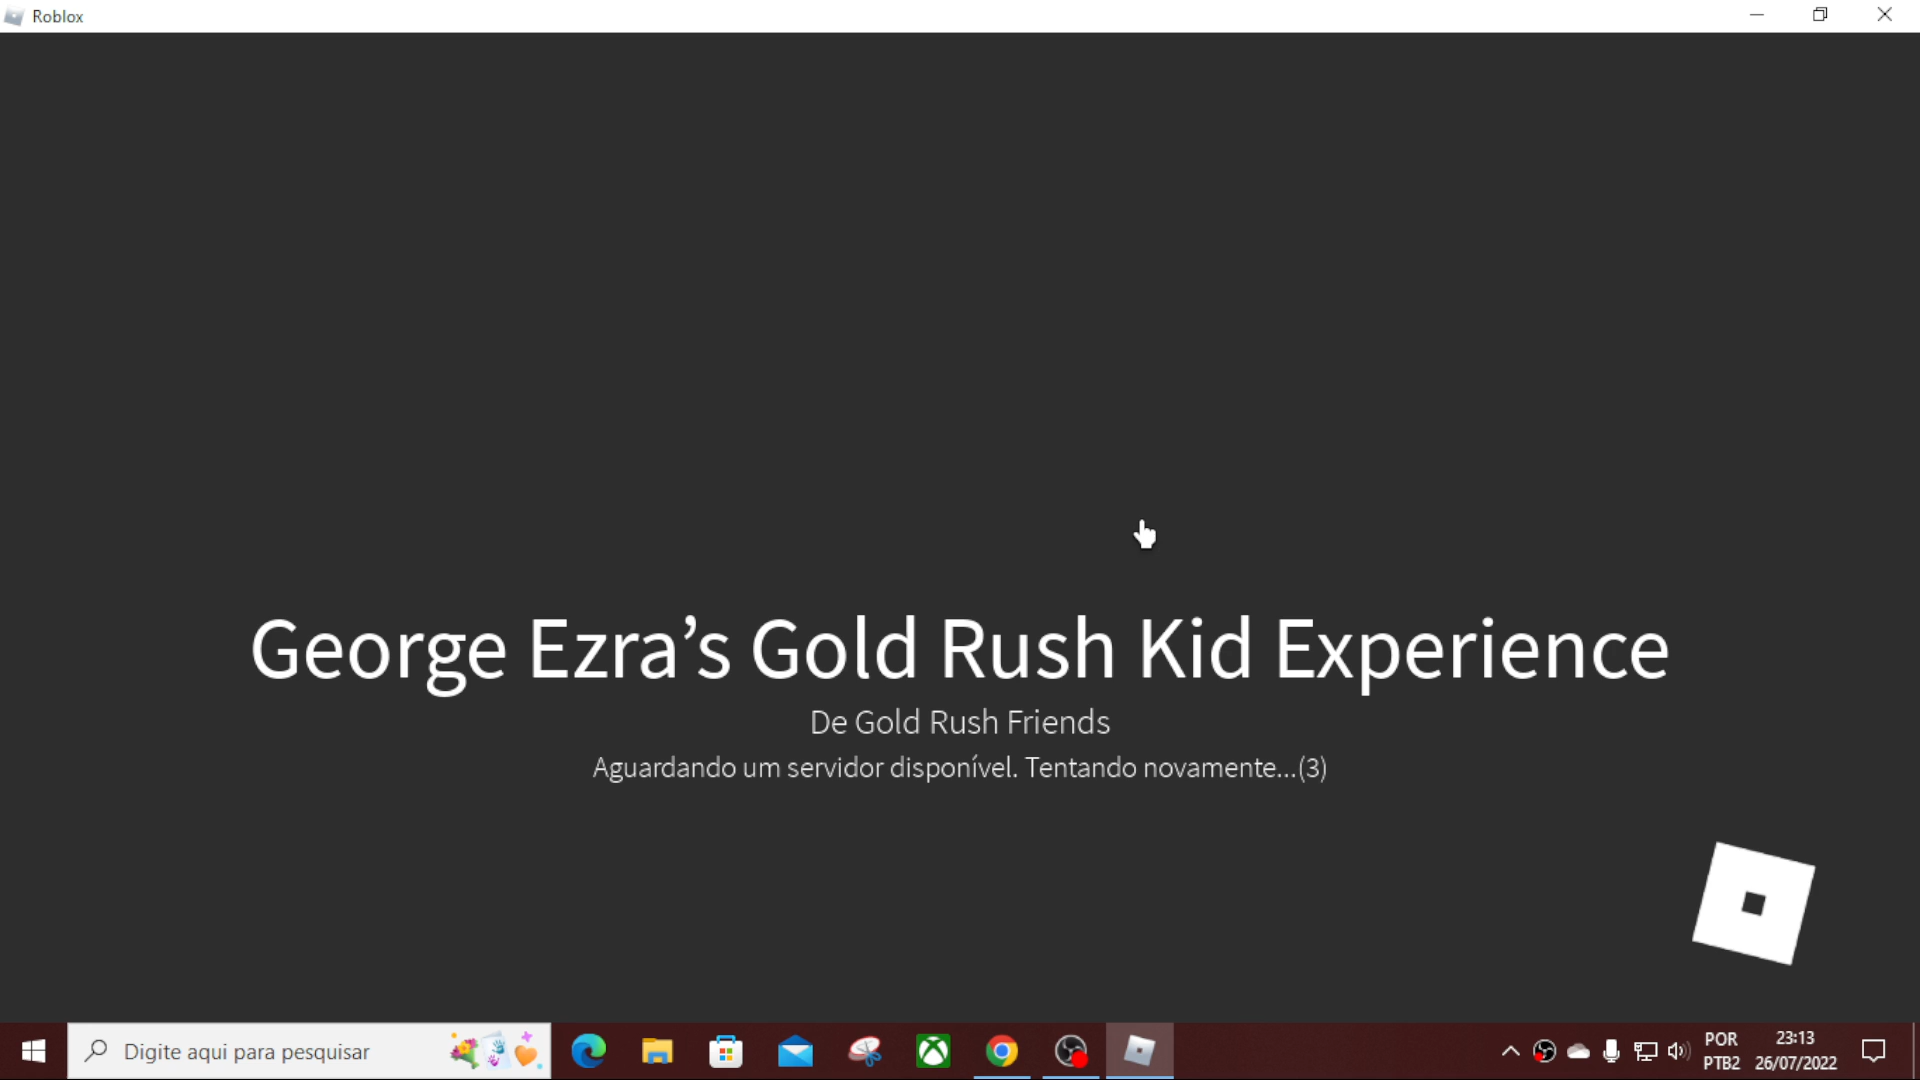 Roblox
George Ezra’s Gold Rush Kid Experience
De Gold Rush Friends
Aguardando um servidor disponível. Tentando novamente...(3)
Digite aqui para pesquisar
POR
PTB2
23:13
26/07/2022